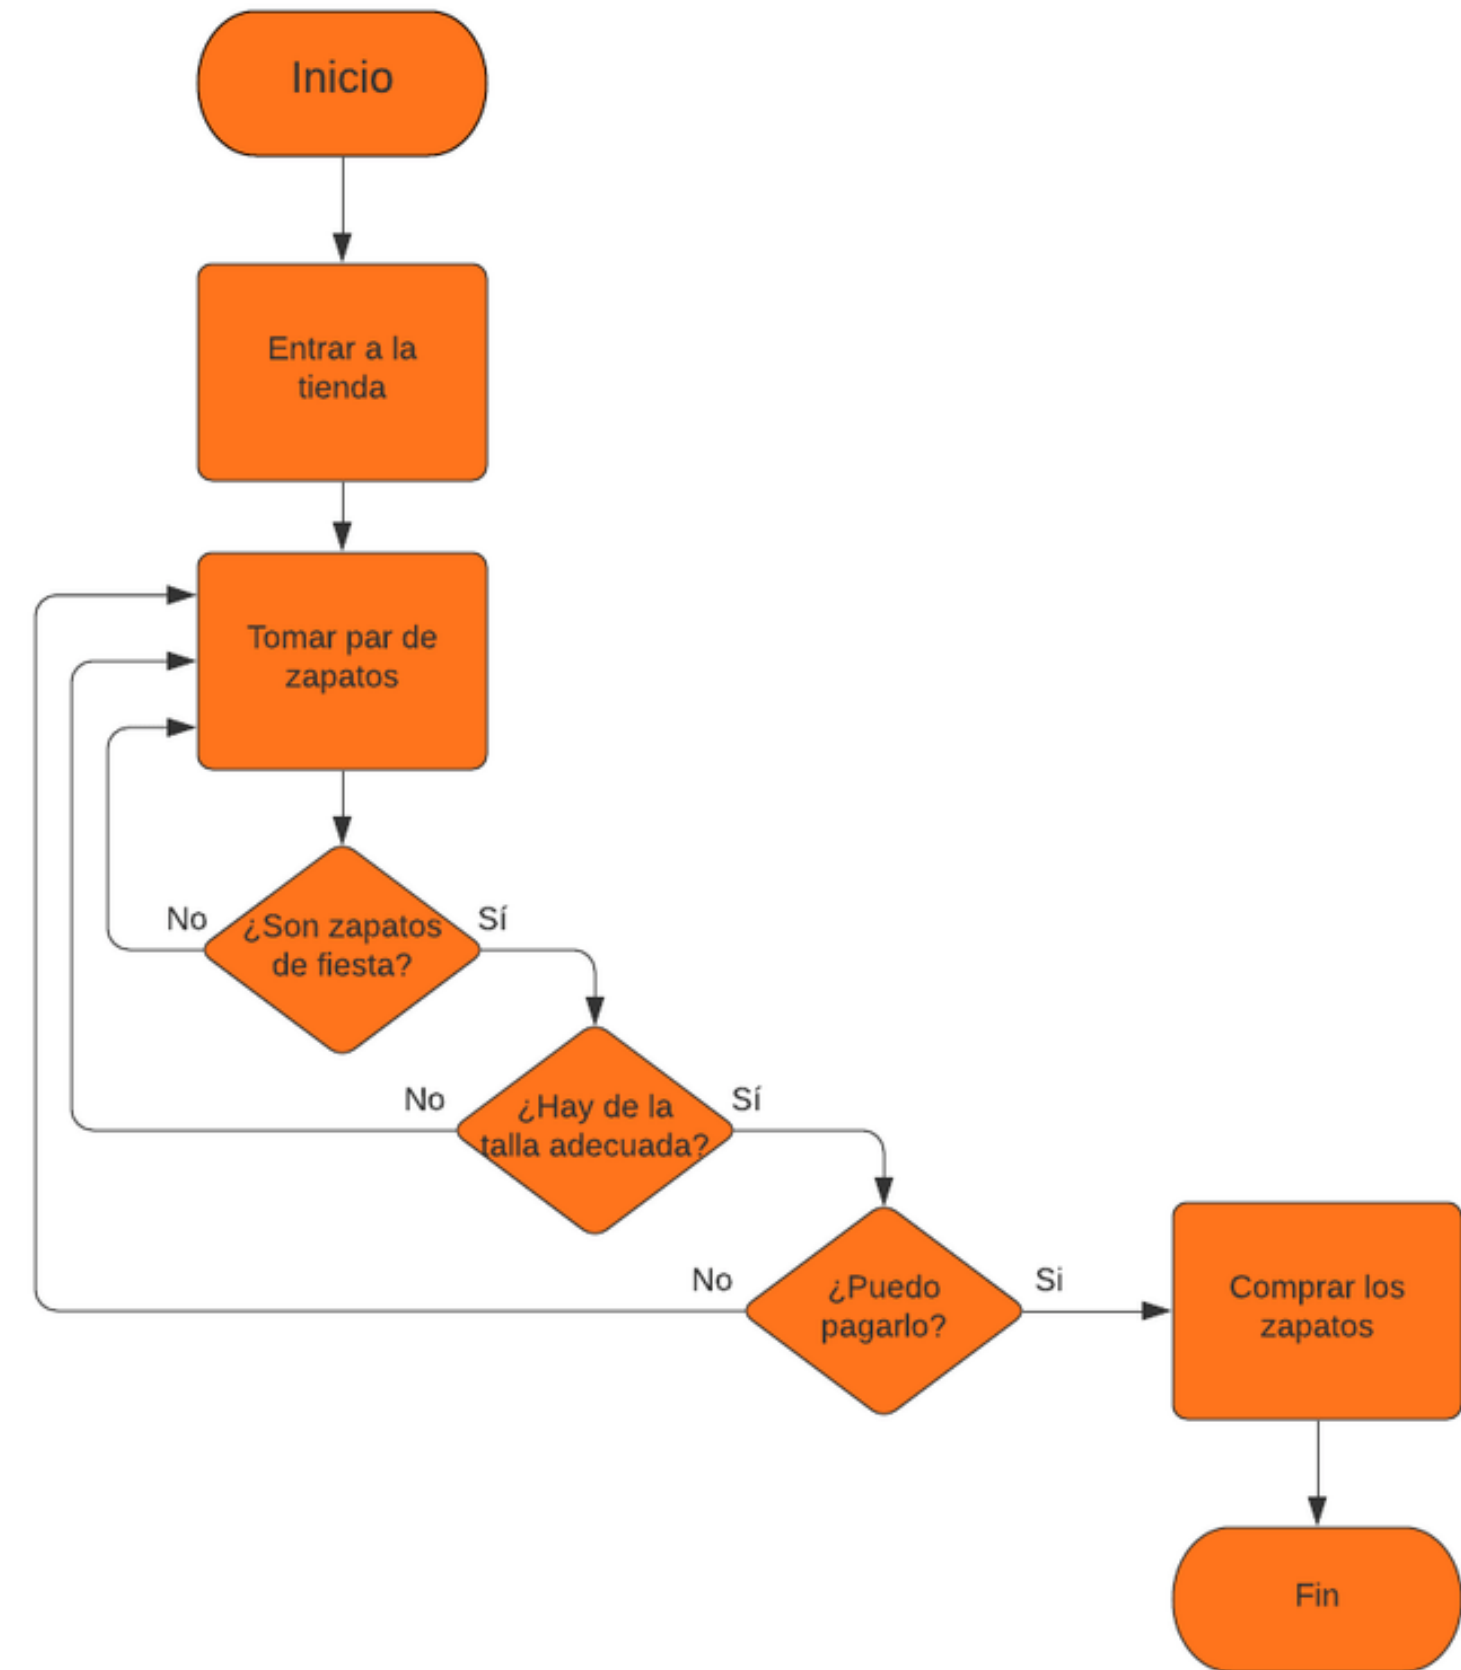 Inicio
Entrar a la
tienda
Tomar par de
zapatos
No
¿Son zapatos
de fiesta?
Sí
No
¿Hay de la
talla adecuada?
Sí
No
¿Puedo
pagarlo?
Si
Comprar los
zapatos
Fin